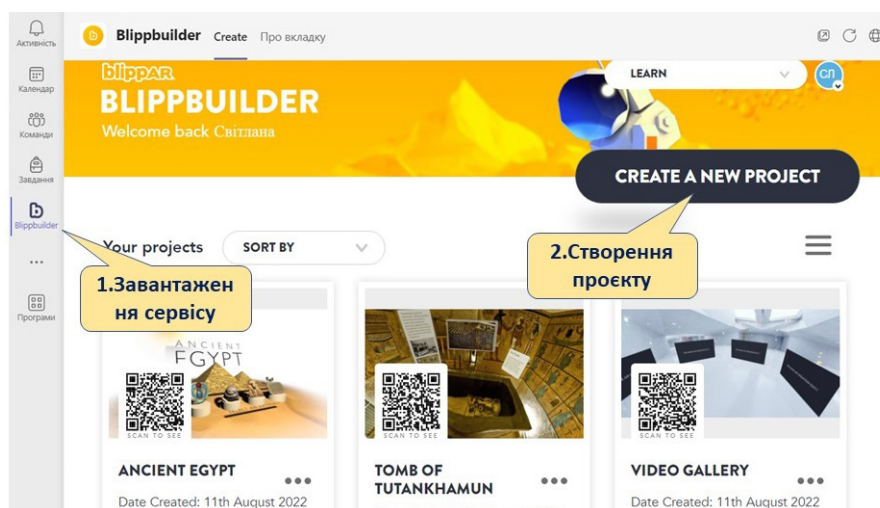 Активність
Blippbuilder Create Про вкладку
Календар
Команди
Завдання
Blippbuilder
...
Програми
blippAR
BLIPPBUILDER
Welcome back Світлана
LEARN
СЛ
CREATE A NEW PROJECT
Your projects
SORT BY
1.Завантажен
ня сервісу
2.Створення
проєкту
ANCIENT
EGYPT
SCAN TO SEE
SCAN TO SEE
SCAN TO SEE
ANCIENT EGYPT
Date Created: 11th August 2022
TOMB OF
TUTANKHAMUN
VIDEO GALLERY
Date Created: 11th August 2022